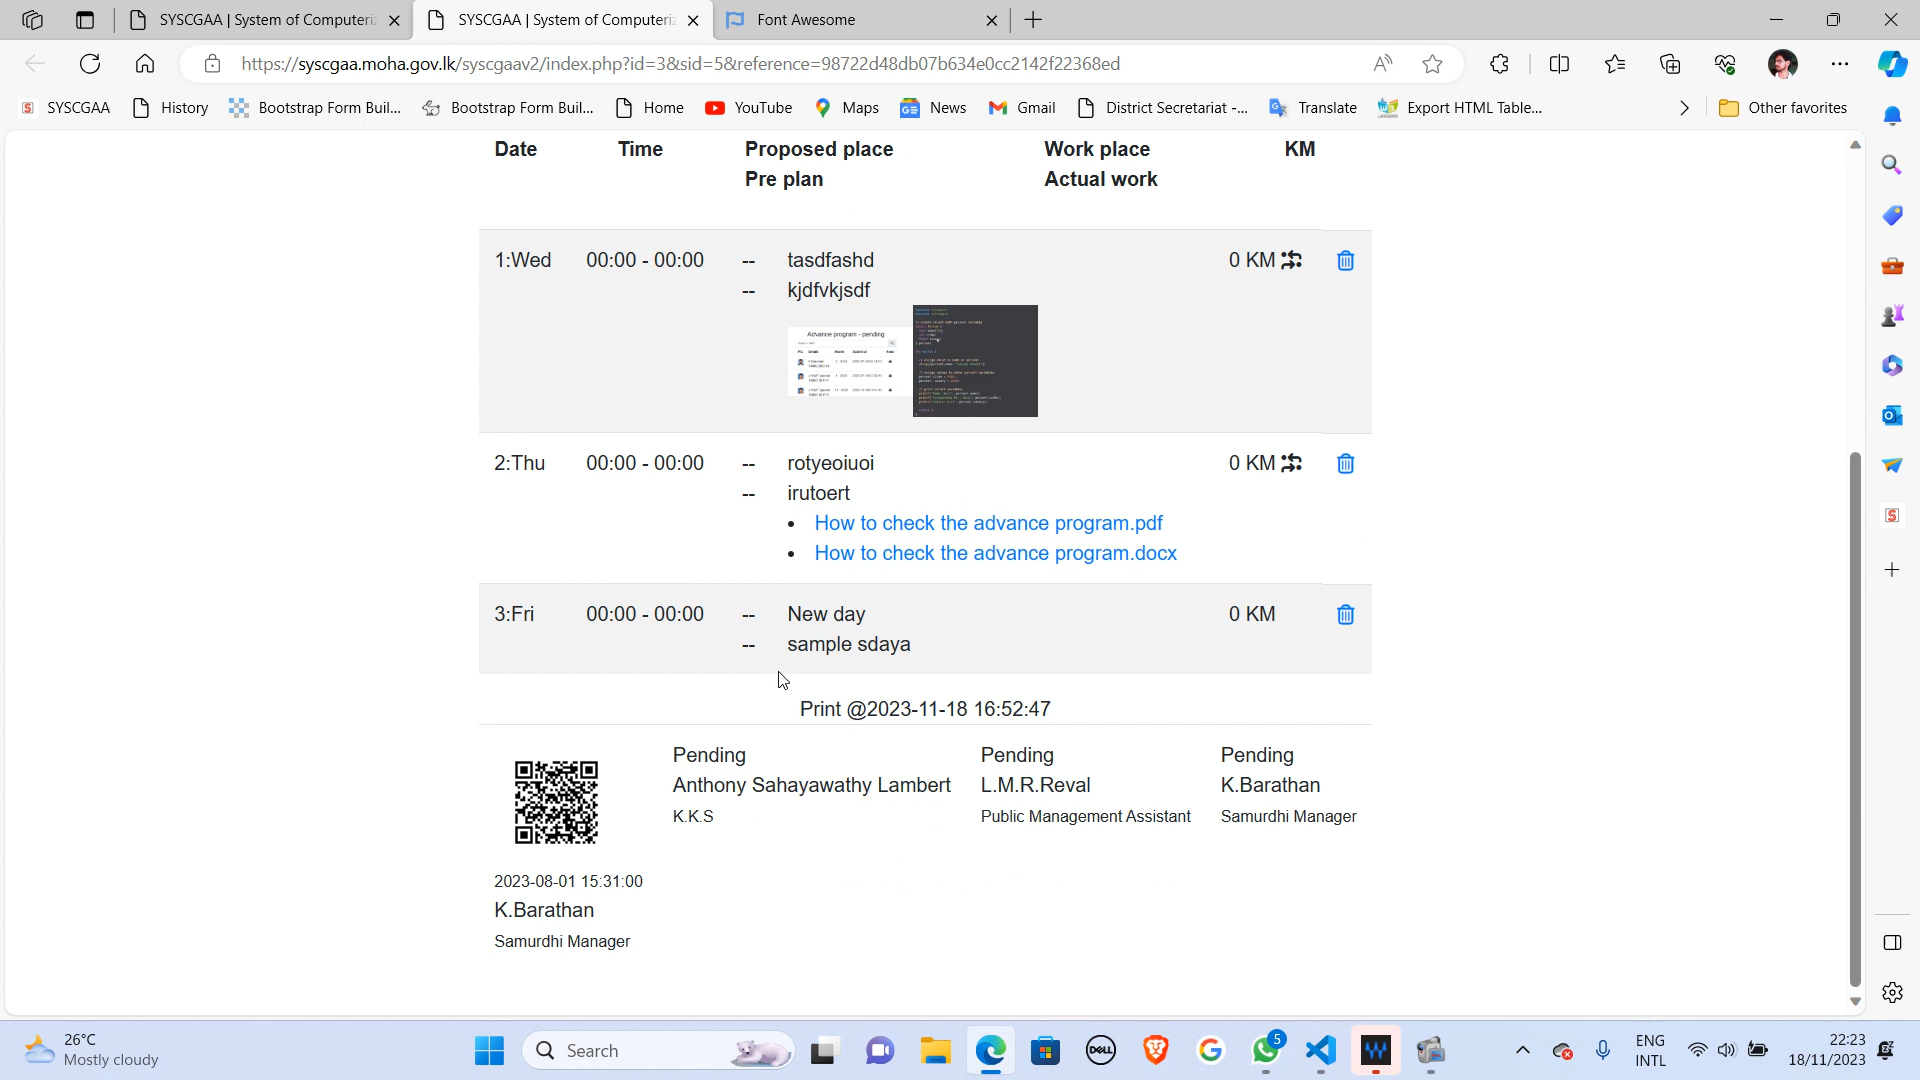 SYSCGAA | System of Computeriz
SYSCGAA | System of Computeriz
Font Awesome
https://syscgaa.moha.gov.lk/syscgaav2/index.php?id=3&sid=5&reference=98722d48db07b634e0cc2142f22368ed
SYSCGAA
History
Bootstrap Form Buil...
Bootstrap Form Buil...
Home
YouTube
Maps
News
Gmail
District Secretariat -...
Translate
Export HTML Table...
Other favorites
Date Time Proposed place Work place KM
Pre plan Actual work
1:Wed 00:00 - 00:00 -- tasdfashd 0 KM
-- kjdfvkjsdf
Advance program - pending
2:Thu 00:00 - 00:00 -- rotyeoiuoi 0 KM
-- irutoert
• How to check the advance program.pdf
• How to check the advance program.docx
3:Fri 00:00 - 00:00 -- New day 0 KM
-- sample sdaya
Print @2023-11-18 16:52:47
Pending Pending Pending
Anthony Sahayawathy Lambert L.M.R.Reval K.Barathan
K.K.S Public Management Assistant Samurdhi Manager
2023-08-01 15:31:00
K.Barathan
Samurdhi Manager
26°C
Mostly cloudy
Search
DELL
5
ENG
INTL
22:23
18/11/2023